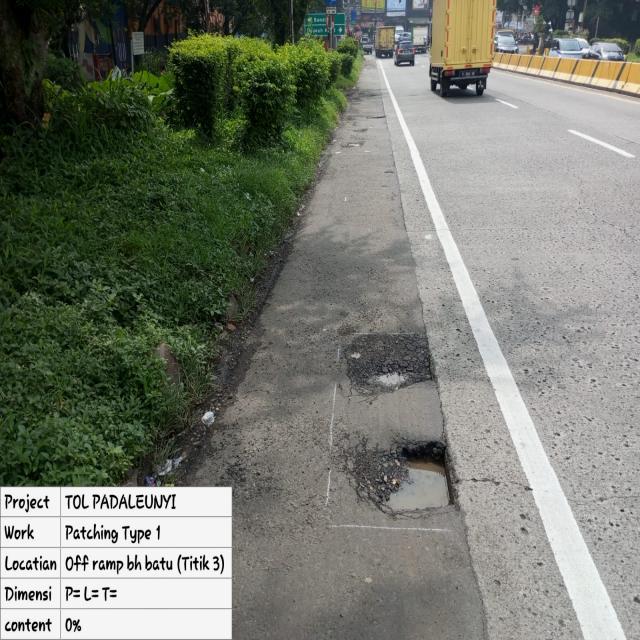 Project TOL PADALEUNYI
Work Patching Type 1
Location Off ramp bh batu (Titik 3)
Dimensi P= L= T=
content 0%